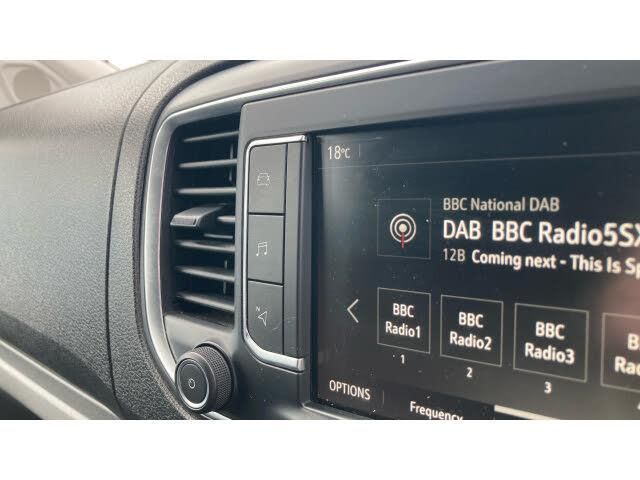 18°C
BBC National DAB
DAB BBC Radio5SX
12B Coming next - This Is Sp
BBC Radio1
BBC Radio2
BBC Radio3
BBC
1
2
3
N
OPTIONS
Frequency